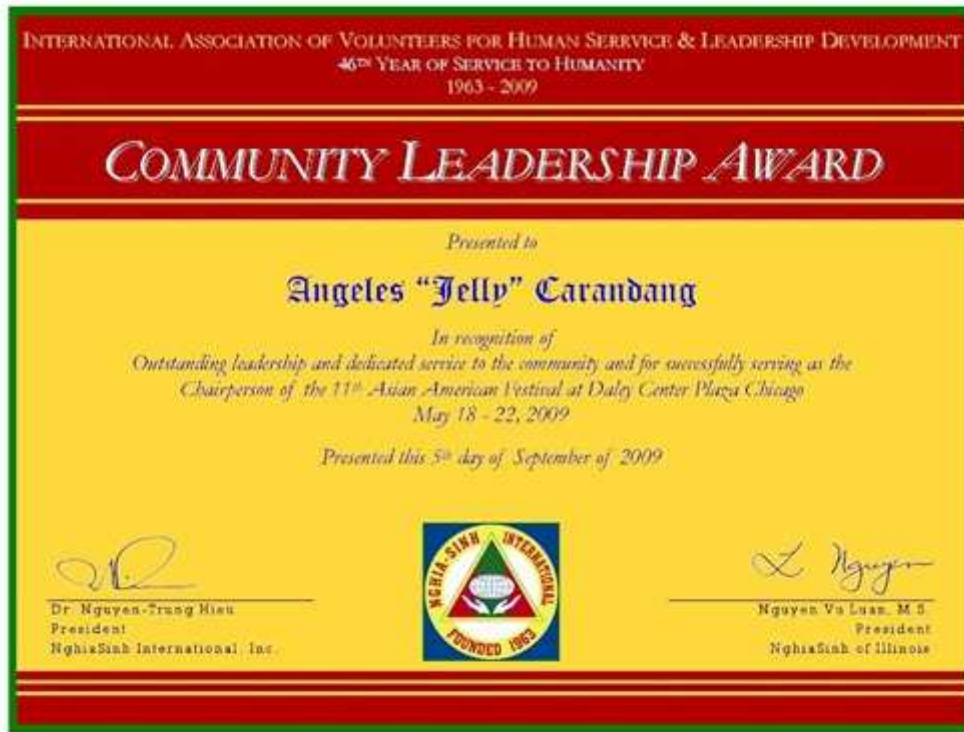 INTERNATIONAL ASSOCIATION OF VOLUNTEERS FOR HUMAN SERRVICE & LEADERSHIP DEVELOPMENT
46TH YEAR OF SERVICE TO HUMANITY
1963 - 2009
COMMUNITY LEADERSHIP AWARD
Presented to
Angeles “Jelly” Carandang
In recognition of
Outstanding leadership and dedicated service to the community and for successfully serving as the
Chairperson of the 11th Asian American Festival at Daley Center Plaza Chicago
May 18 - 22, 2009
Presented this 5th day of September of 2009
NGHIA-SINH INTERNATIONAL
FOUNDED 1963
Dr. Nguyen-Trung Hieu
President
NghiaSinh International, Inc.
L Nguyen
Nguyen Vu Luan, M.S.
President
NghiaSinh of Illinois